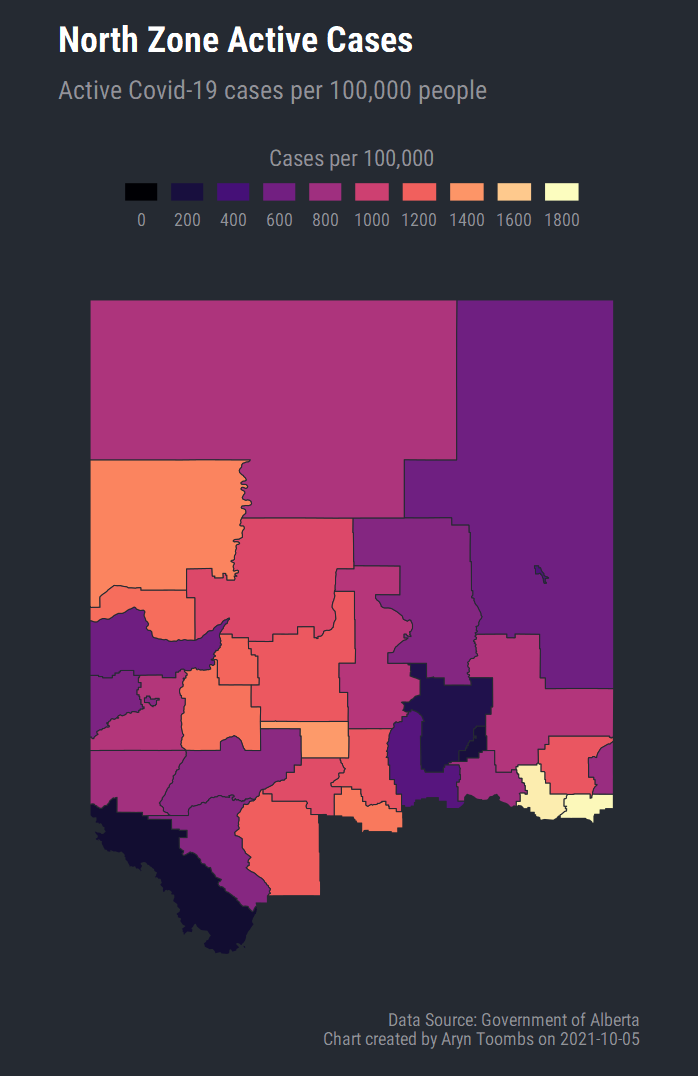 North Zone Active Cases
Active Covid-19 cases per 100,000 people
Cases per 100,000
0 200 400 600 800 1000 1200 1400 1600 1800
Data Source: Government of Alberta
Chart created by Aryn Toombs on 2021-10-05